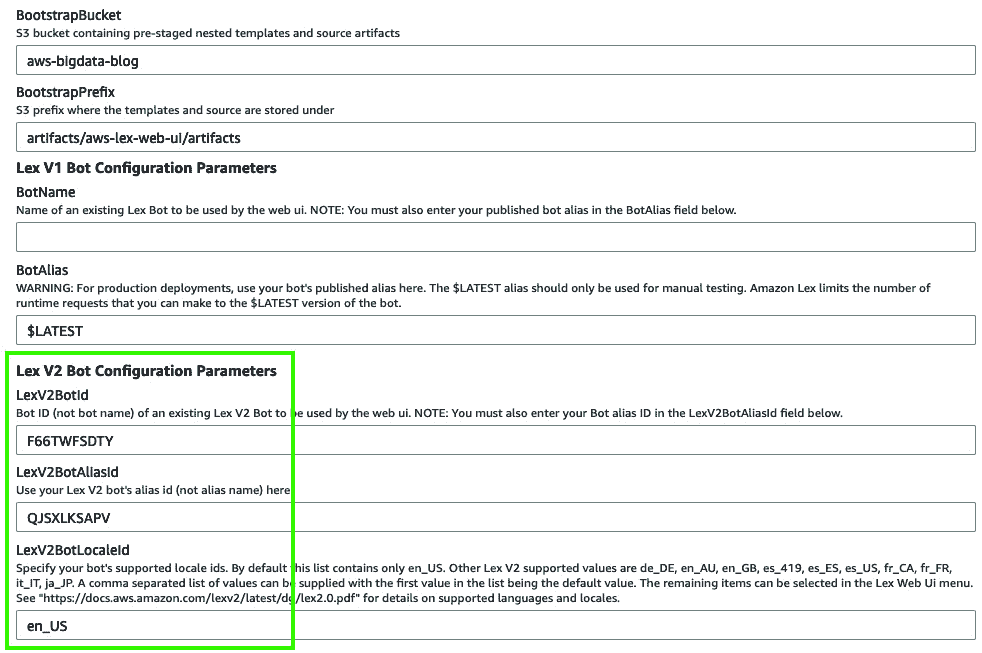 BootstrapBucket
S3 bucket containing pre-staged nested templates and source artifacts
aws-bigdata-blog
BootstrapPrefix
S3 prefix where the templates and source are stored under
artifacts/aws-lex-web-ui/artifacts
Lex V1 Bot Configuration Parameters
BotName
Name of an existing Lex Bot to be used by the web ui. NOTE: You must also enter your published bot alias in the BotAlias field below.
BotAlias
WARNING: For production deployments, use your bot's published alias here. The $LATEST alias should only be used for manual testing. Amazon Lex limits the number of
runtime requests that you can make to the $LATEST version of the bot.
$LATEST
Lex V2 Bot Configuration Parameters
LexV2BotId
Bot ID (not bot name) of an existing Lex V2 Bot to be used by the web ui. NOTE: You must also enter your Bot alias ID in the LexV2BotAliasId field below.
F66TWFSDTY
LexV2BotAliasId
Use your Lex V2 bot's alias id (not alias name) here
QJSXLKSAPV
LexV2BotLocaleId
Specify your bot's supported locale ids. By default this list contains only en_US. Other Lex V2 supported values are de_DE, en_AU, en_GB, es_419, es_ES, es_US, fr_CA, fr_FR,
it_IT, ja_JP. A comma separated list of values can be supplied with the first value in the list being the default value. The remaining items can be selected in the Lex Web Ui menu.
See "https://docs.aws.amazon.com/lexv2/latest/dg/lex2.0.pdf" for details on supported languages and locales.
en_US